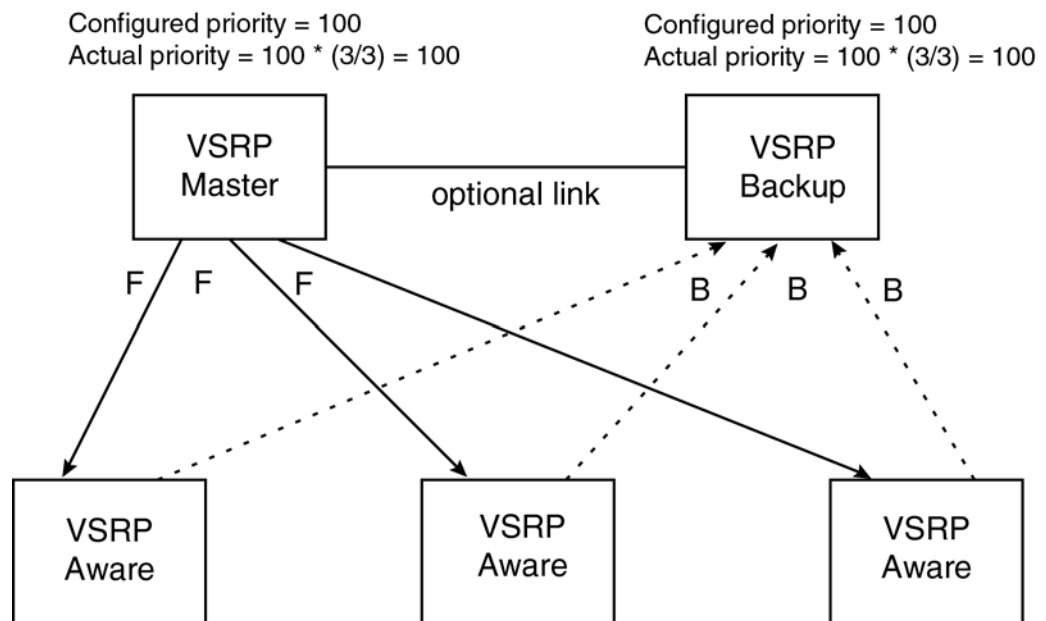 Configured priority = 100
Actual priority = 100 * (3/3) = 100
Configured priority = 100
Actual priority = 100 * (3/3) = 100
VSRP
Master
optional link
VSRP
Backup
F
F
F
B
B
B
VSRP
Aware
VSRP
Aware
VSRP
Aware